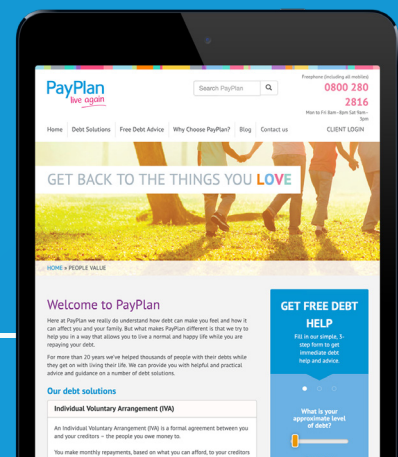 Freephone (including all mobiles)
PayPlan
live again
Search PayPlan
0800 280
2816
Mon to Fri 8am-8pm Sat 9am-
3pm
Home
Debt Solutions
Free Debt Advice
Why Choose PayPlan?
Blog
Contact us
CLIENT LOGIN
GET BACK TO THE THINGS YOU LOVE
HOME » PEOPLE VALUE
Welcome to PayPlan
Here at PayPlan we really do understand how debt can make you feel and how it
can affect you and your family. But what makes PayPlan different is that we try to
help you in a way that allows you to live a normal and happy life while you are
repaying your debt.
For more than 20 years we've helped thousands of people with their debts while
they get on with living their life. We can provide you with helpful and practical
advice and guidance on a number of debt solutions.
Our debt solutions
Individual Voluntary Arrangement (IVA)
An Individual Voluntary Arrangement (IVA) is a formal agreement between you
and your creditors – the people you owe money to.
You make monthly repayments, based on what you can afford, to your creditors
GET FREE DEBT
HELP
Fill in our simple, 3-
step form to get
immediate debt
help and advice.
What is your
approximate level
of debt?